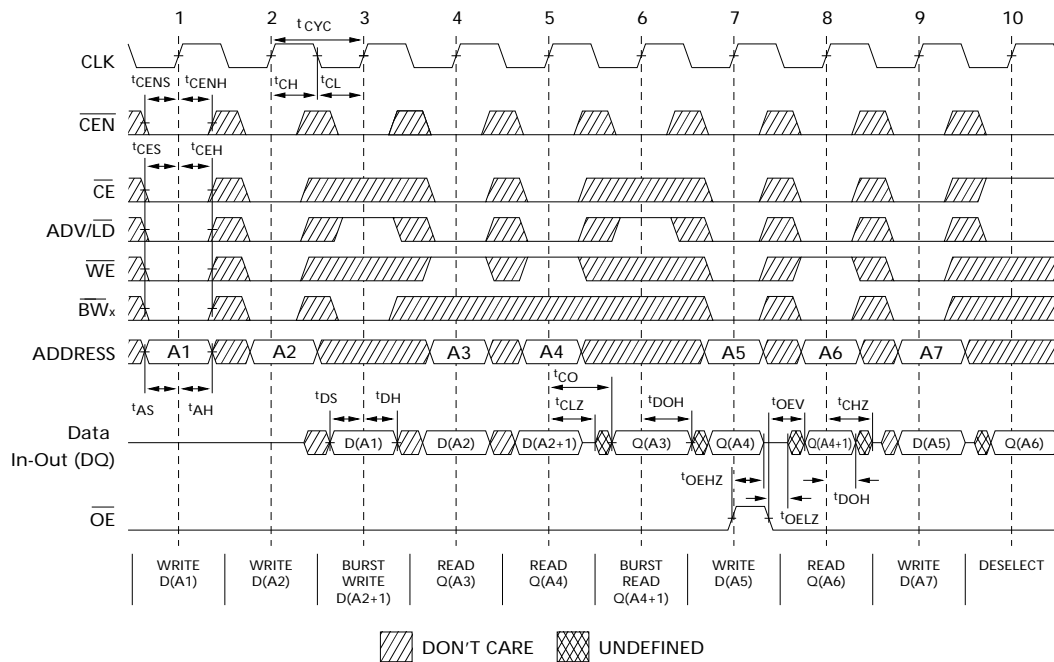 1 2 3 4 5 6 7 8 9 10
tCYC
CLK
tCENS tCENH tCH tCL
CEN
tCES tCEH
CE
ADV/LD
WE
BWx
ADDRESS A1 A2 A3 A4 A5 A6 A7
tAS tAH tDS tDH tCO tCLZ tDOH tOEV tCHZ
Data
In-Out (DQ) D(A1) D(A2) D(A2+1) Q(A3) Q(A4) Q(A4+1) D(A5) Q(A6)
tOEHZ tDOH
tOELZ
OE
WRITE
D(A1)
WRITE
D(A2)
BURST
WRITE
D(A2+1)
READ
Q(A3)
READ
Q(A4)
BURST
READ
Q(A4+1)
WRITE
D(A5)
READ
Q(A6)
WRITE
D(A7)
DESELECT
DON'T CARE UNDEFINED